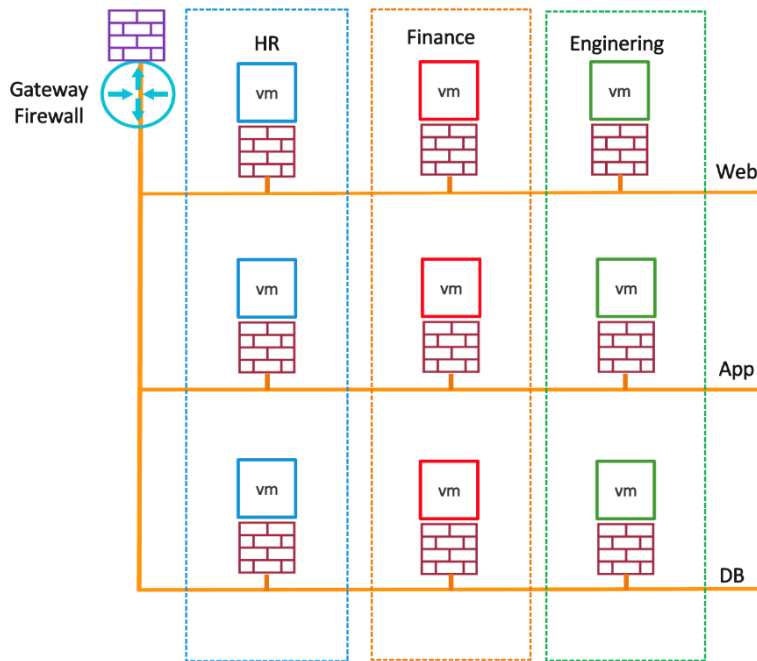 HR
Finance
Enginering
Gateway
Firewall
vm
vm
vm
Web
vm
vm
vm
App
vm
vm
vm
DB